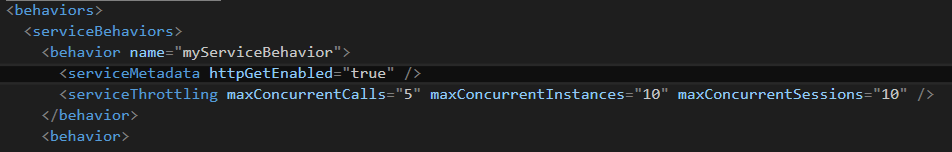 <behaviors>
<serviceBehaviors>
<behavior name="myServiceBehavior">
<serviceMetadata httpGetEnabled="true" />
<serviceThrottling maxConcurrentCalls="5" maxConcurrentInstances="10" maxConcurrentSessions="10" />
</behavior>
<behavior>